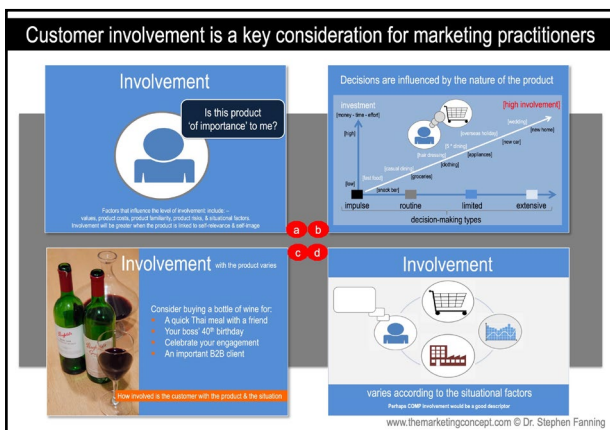 Customer involvement is a key consideration for marketing practitioners
Involvement
Is this product
'of importance' to me?
Factors that influence the level of involvement: include –
values, product costs, product familiarity, product risks, & situational factors.
Involvement will be greater when the product is linked to self-relevance & self-image
a
Decisions are influenced by the nature of the product
investment
[money - time - effort]
[high involvement]
[high]
[wedding]
[new home]
[overseas holiday]
[new car]
[5 * dining]
[hair dressing]
[appliances]
[casual dining]
[clothing]
[fast food]
[groceries]
[low]
[snack bar]
impulse
routine
limited
extensive
decision-making types
b
c
Involvement with the product varies
Consider buying a bottle of wine for:
A quick Thai meal with a friend
Your boss' 40th birthday
Celebrate your engagement
An important B2B client
How involved is the customer with the product & the situation
d
Involvement
varies according to the situational factors
Perhaps COMP involvement would be a good descriptor
www.themarketingconcept.com © Dr. Stephen Fanning